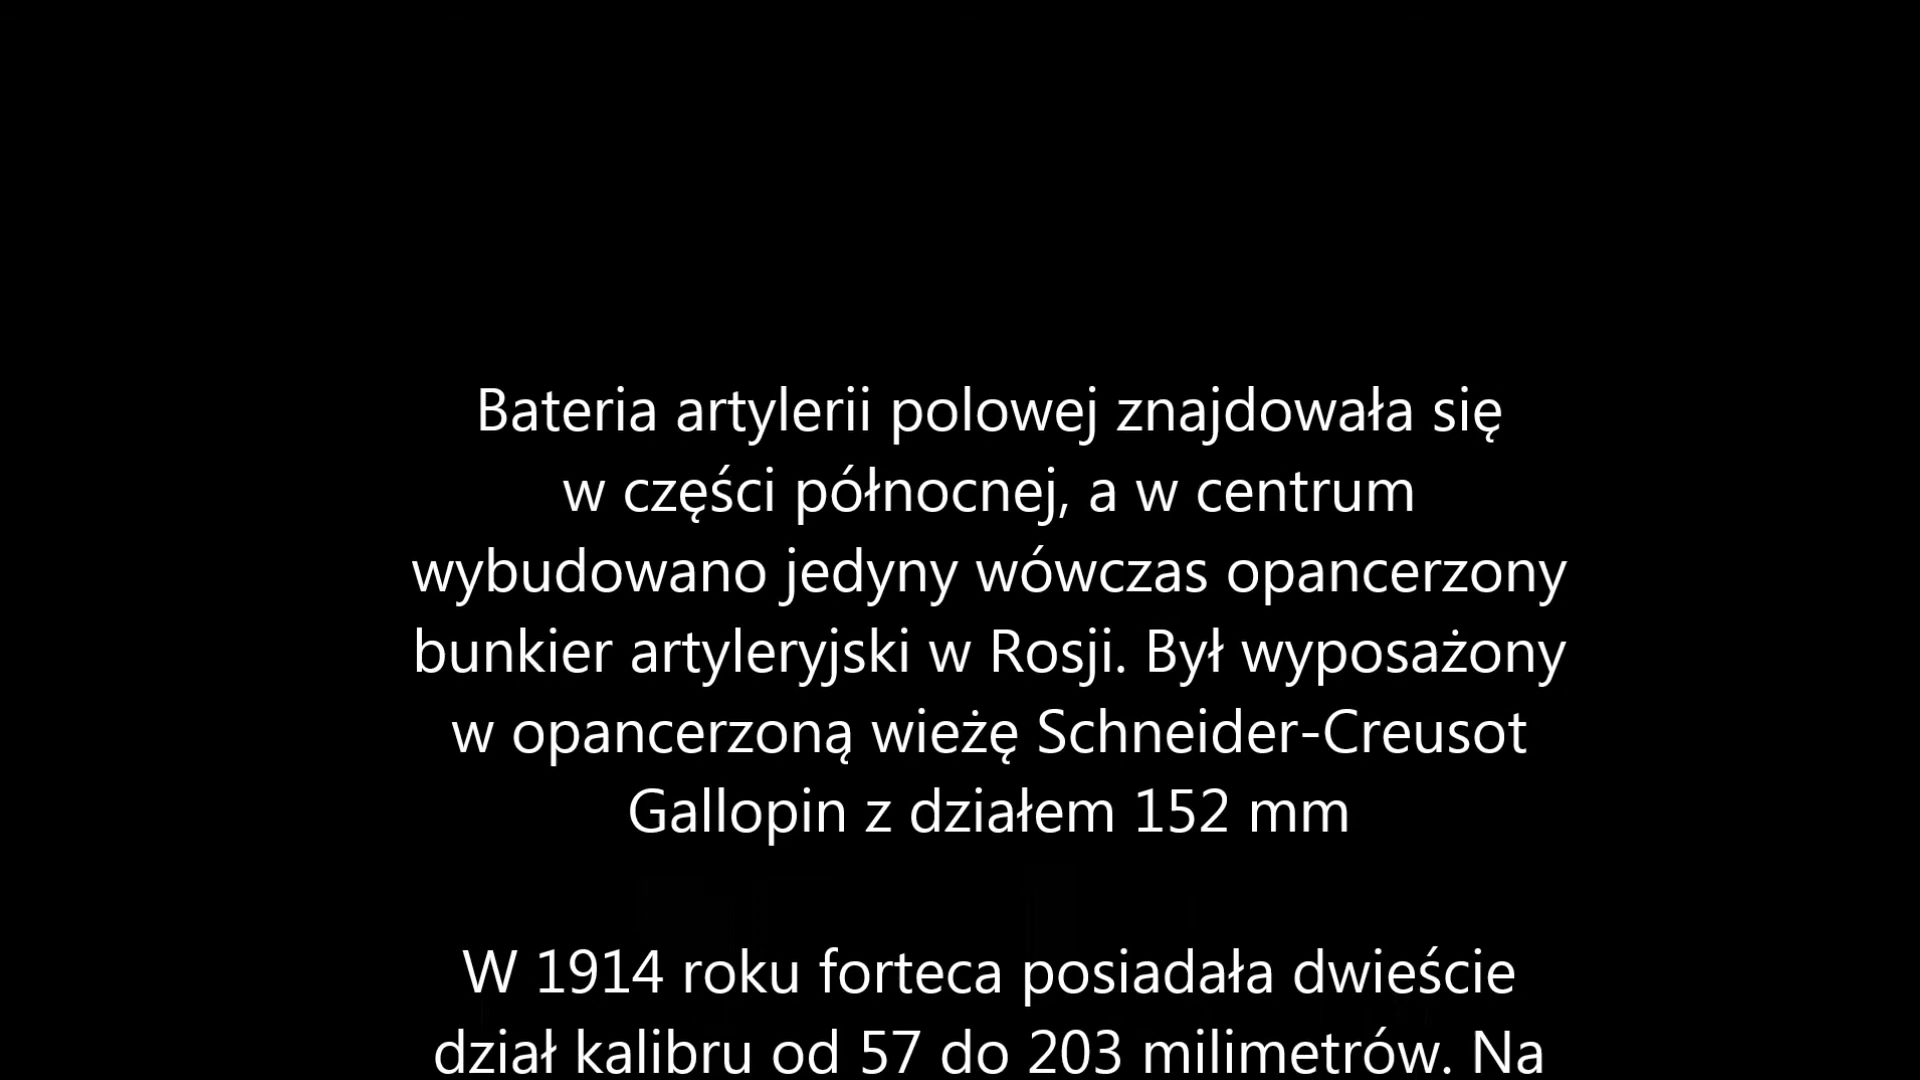 Bateria artylerii polowej znajdowała się
w części północnej, a w centrum
wybudowano jedyny wówczas opancerzony
bunkier artyleryjski w Rosji. Był wyposażony
w opancerzoną wieżę Schneider-Creusot
Gallopin z działem 152 mm
W 1914 roku forteca posiadała dwieście
dział kalibru od 57 do 203 milimetrów. Na